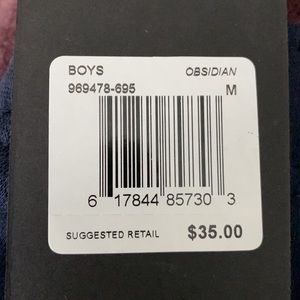 BOYS OBSIDIAN
969478-695 M
6 17844 85730 3
SUGGESTED RETAIL $35.00